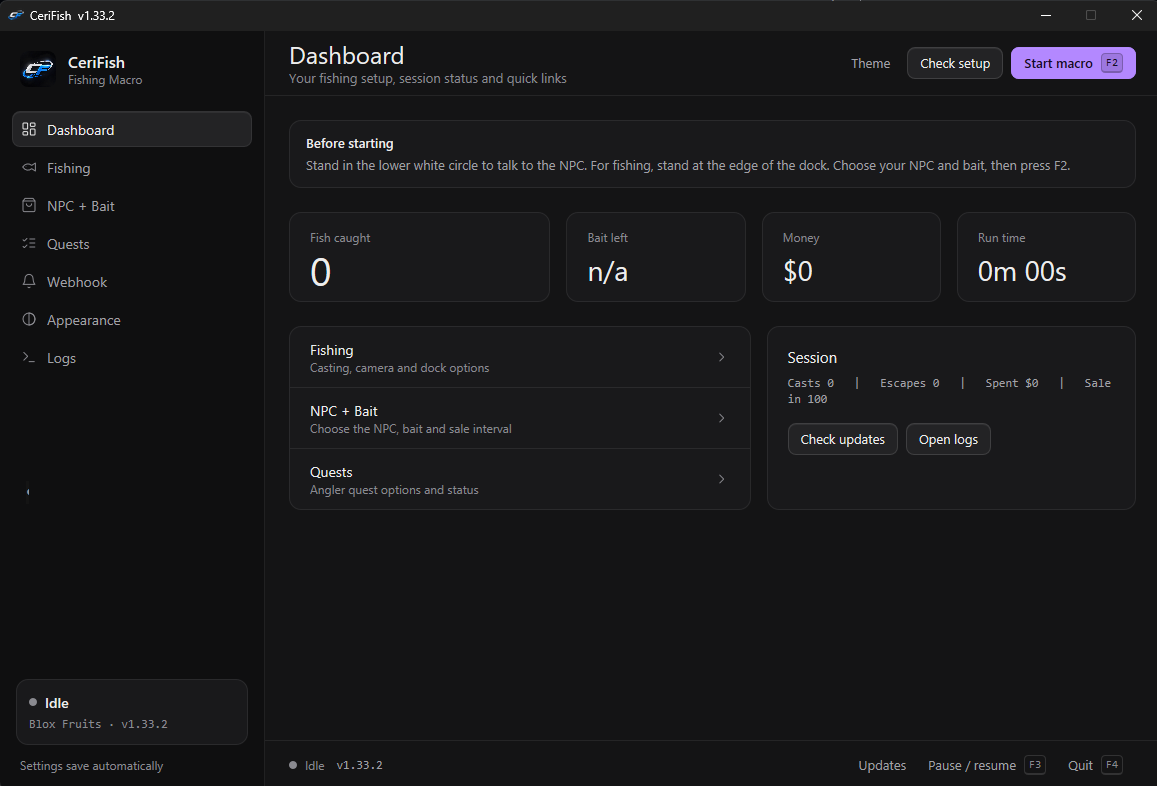 CeriFish v1.33.2
CeriFish
Fishing Macro
Dashboard
Fishing
NPC + Bait
Quests
Webhook
Appearance
Logs
Idle
Blox Fruits · v1.33.2
Settings save automatically
Dashboard
Your fishing setup, session status and quick links
Theme
Check setup
Start macro F2
Before starting
Stand in the lower white circle to talk to the NPC. For fishing, stand at the edge of the dock. Choose your NPC and bait, then press F2.
Fish caught
0
Bait left
n/a
Money
$0
Run time
0m 00s
Fishing
Casting, camera and dock options
NPC + Bait
Choose the NPC, bait and sale interval
Quests
Angler quest options and status
Session
Casts 0 | Escapes 0 | Spent $0 | Sale
in 100
Check updates
Open logs
Idle v1.33.2
Updates
Pause / resume F3
Quit F4